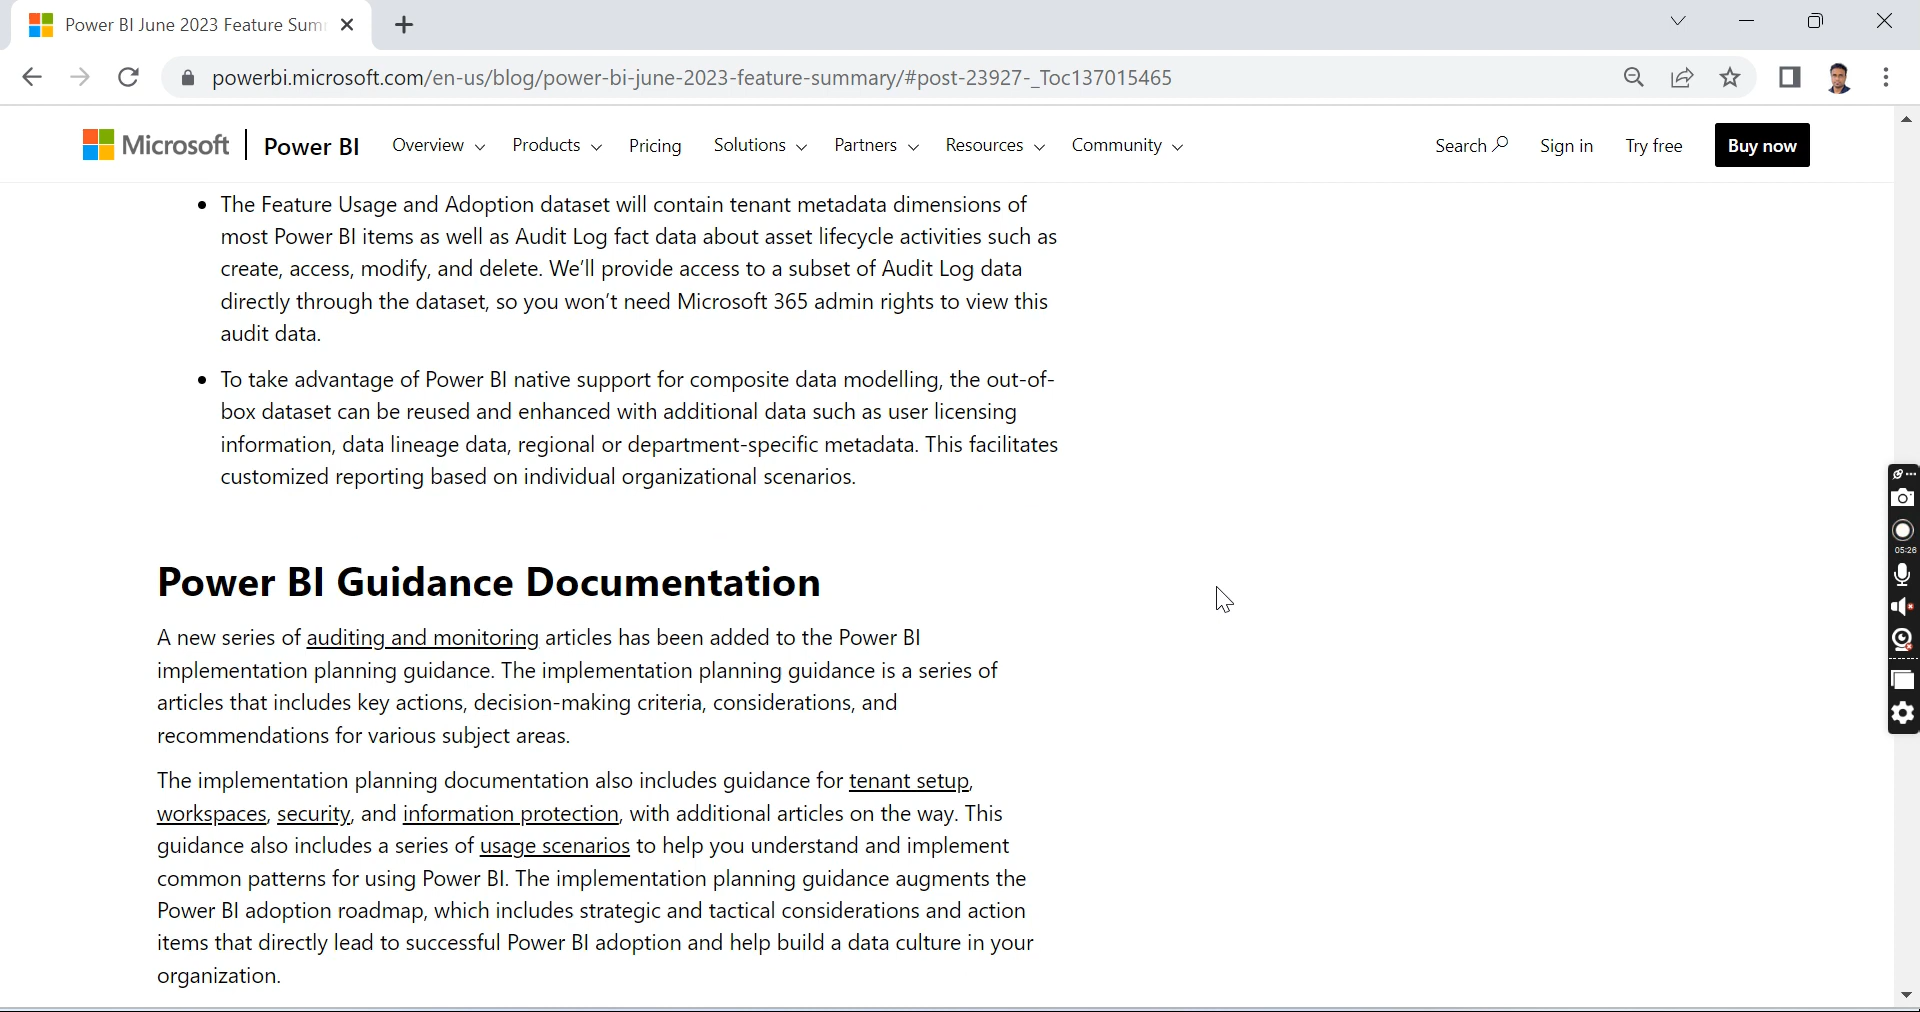 Power BI June 2023 Feature Sum
powerbi.microsoft.com/en-us/blog/power-bi-june-2023-feature-summary/#post-23927-_Toc137015465
Microsoft Power BI Overview Products Pricing Solutions Partners Resources Community Search Sign in Try free Buy now
• The Feature Usage and Adoption dataset will contain tenant metadata dimensions of
most Power BI items as well as Audit Log fact data about asset lifecycle activities such as
create, access, modify, and delete. We'll provide access to a subset of Audit Log data
directly through the dataset, so you won't need Microsoft 365 admin rights to view this
audit data.
• To take advantage of Power BI native support for composite data modelling, the out-of-
box dataset can be reused and enhanced with additional data such as user licensing
information, data lineage data, regional or department-specific metadata. This facilitates
customized reporting based on individual organizational scenarios.
05:26
Power BI Guidance Documentation
A new series of auditing and monitoring articles has been added to the Power BI
implementation planning guidance. The implementation planning guidance is a series of
articles that includes key actions, decision-making criteria, considerations, and
recommendations for various subject areas.
The implementation planning documentation also includes guidance for tenant setup,
workspaces, security, and information protection, with additional articles on the way. This
guidance also includes a series of usage scenarios to help you understand and implement
common patterns for using Power BI. The implementation planning guidance augments the
Power BI adoption roadmap, which includes strategic and tactical considerations and action
items that directly lead to successful Power BI adoption and help build a data culture in your
organization.